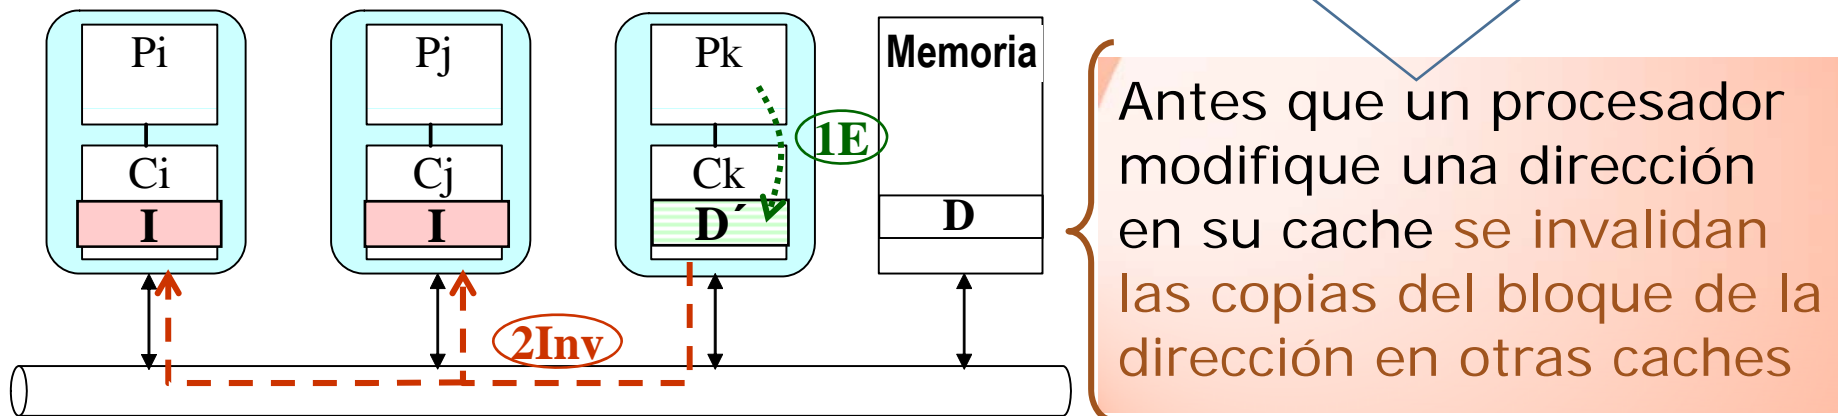 Pi
Pj
Pk
Memoria
1E
Ci
Cj
Ck
I
I
D´
D
2Inv
Antes que un procesador
modifique una dirección
en su cache se invalidan
las copias del bloque de la
dirección en otras caches